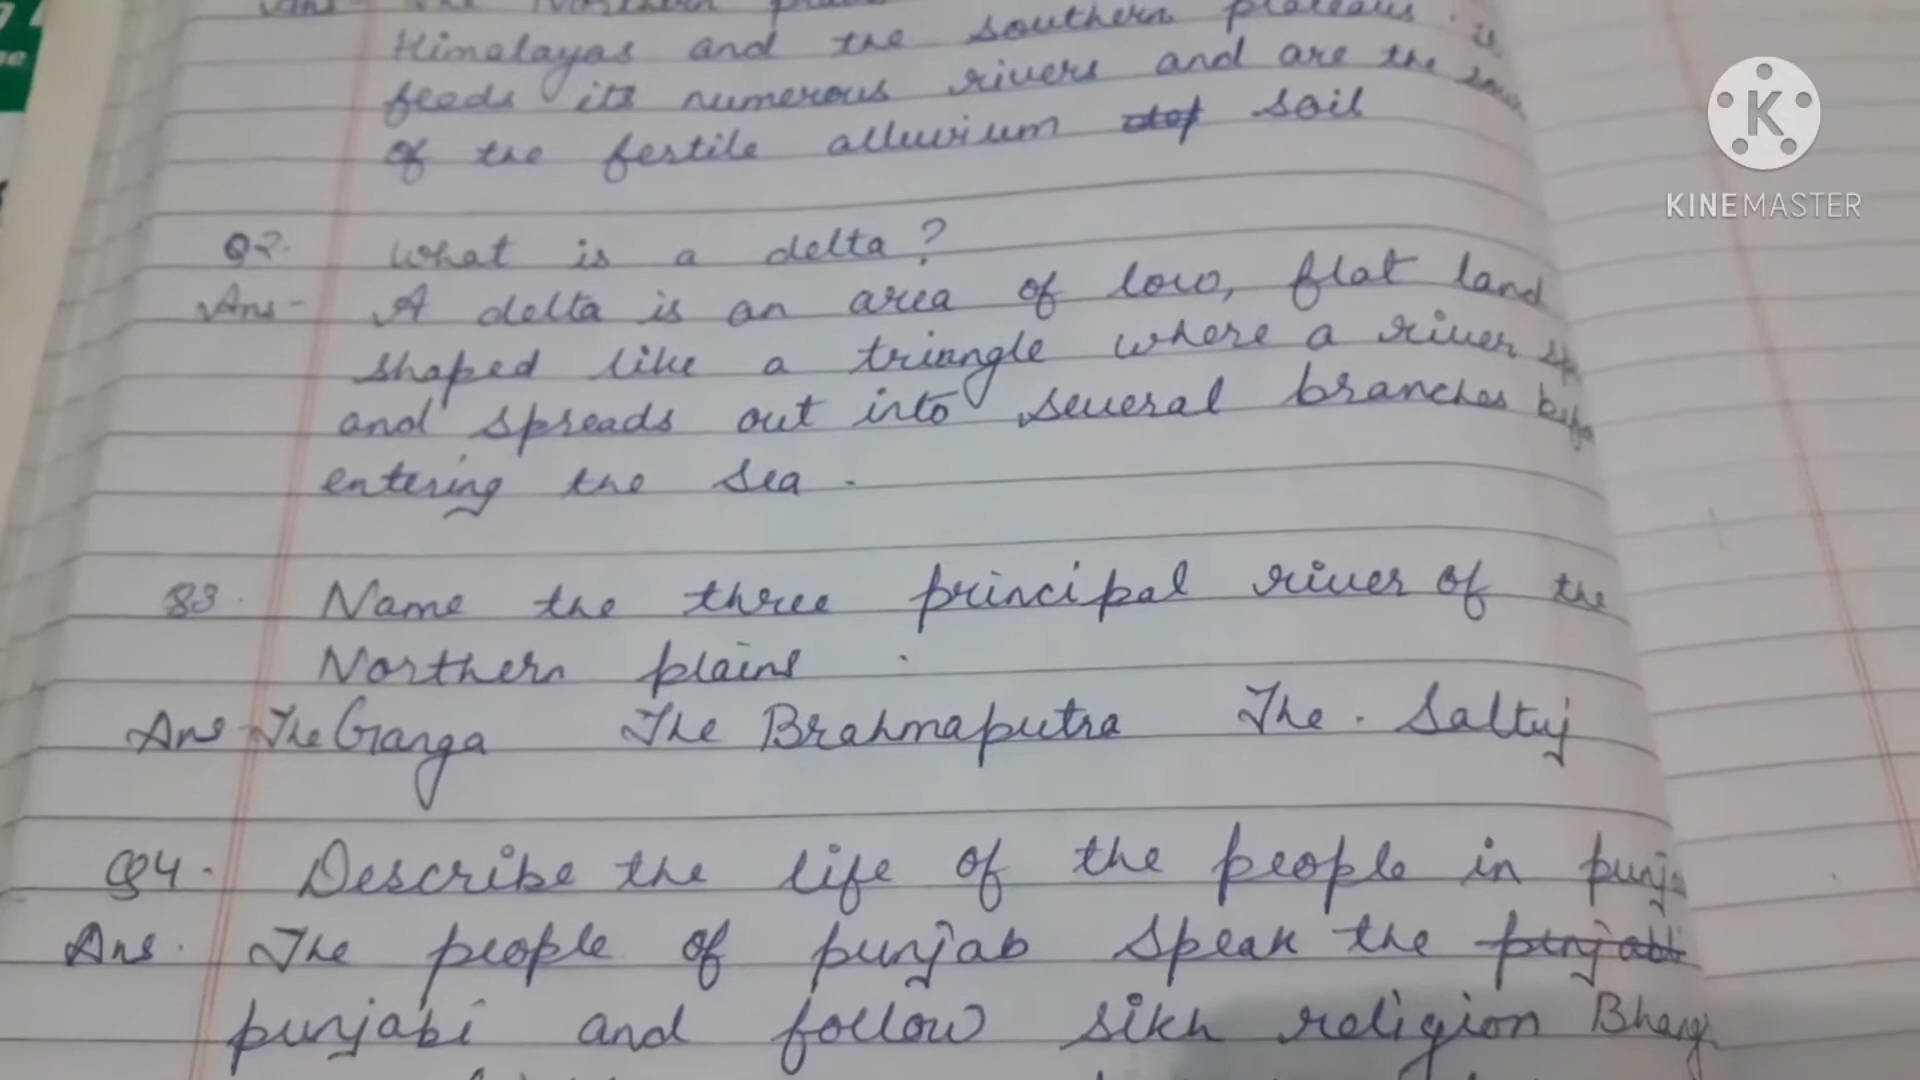 Himalayas and the southern plateaus. it
feeds its numerous rivers and are the
of the fertile alluvium soil
Q2. What is a delta?
Ans- A delta is an area of low, flat land
shaped like a triangle where a river
and spreads out into several branches
entering the sea.
Q3. Name the three principal river of the
Northern plains
Ans The Ganga The Brahmaputra The. Saltuj
Q4. Describe the life of the people in
Ans. The people of punjab speak the punjabi
punjabi and follow sikh religion
K
KINEMASTER